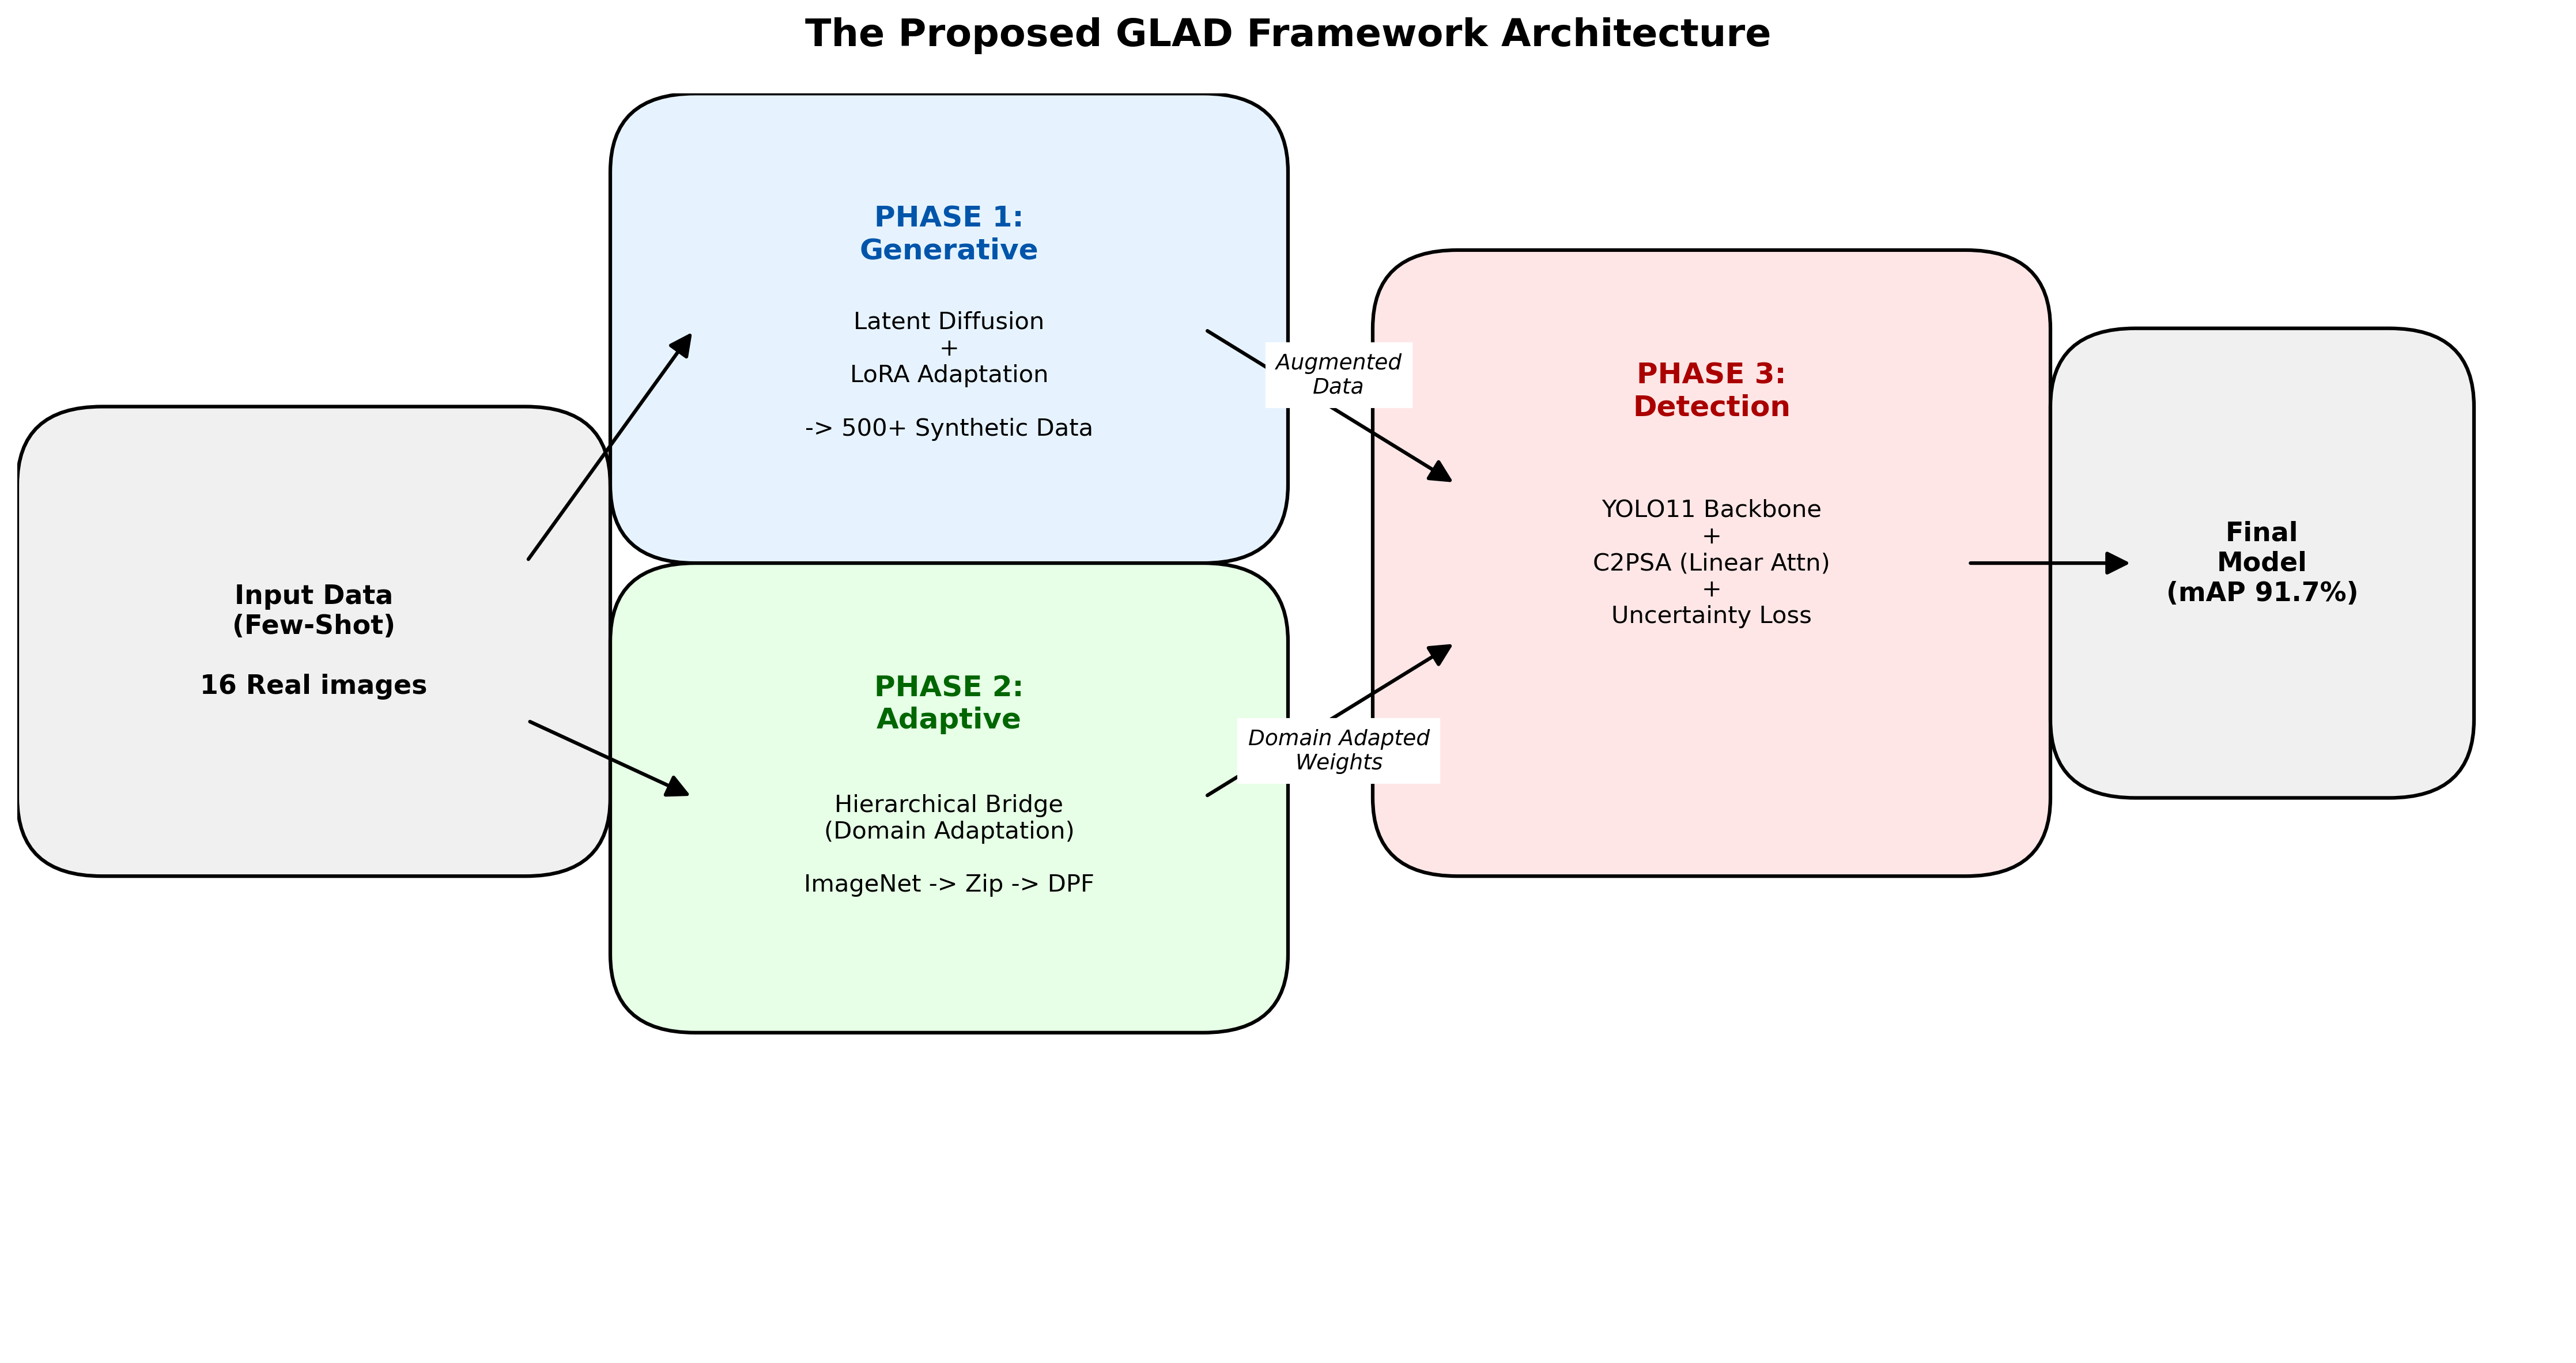 The Proposed GLAD Framework Architecture
Input Data
(Few-Shot)
16 Real images
PHASE 1:
Generative
Latent Diffusion
+
LoRA Adaptation
-> 500+ Synthetic Data
PHASE 2:
Adaptive
Hierarchical Bridge
(Domain Adaptation)
ImageNet -> Zip -> DPF
Augmented
Data
Domain Adapted
Weights
PHASE 3:
Detection
YOLO11 Backbone
+
C2PSA (Linear Attn)
+
Uncertainty Loss
Final
Model
(mAP 91.7%)